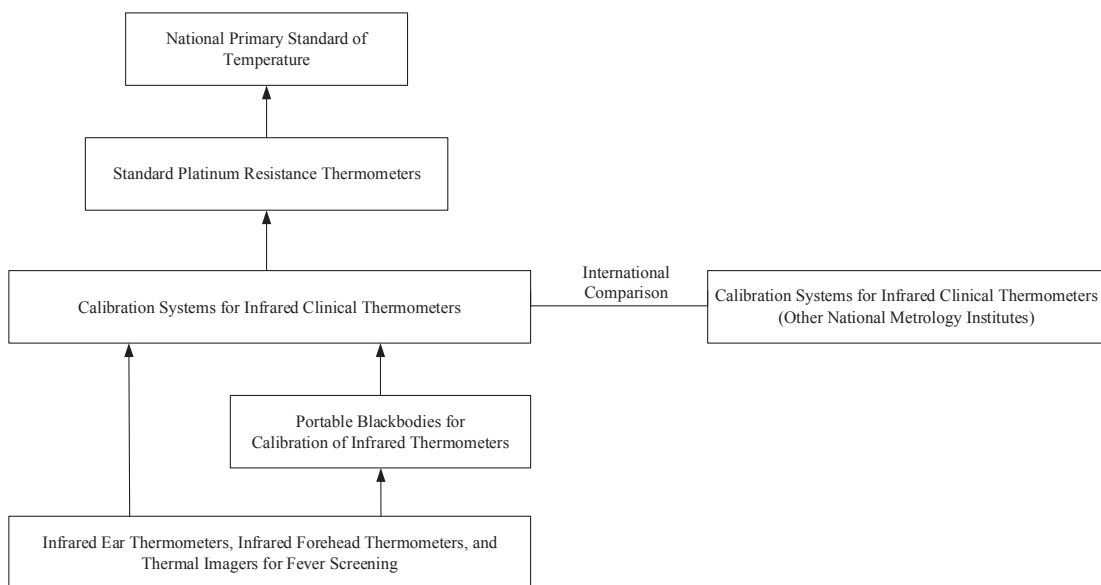 National Primary Standard of
Temperature
Standard Platinum Resistance Thermometers
Calibration Systems for Infrared Clinical Thermometers
International
Comparison
Calibration Systems for Infrared Clinical Thermometers
(Other National Metrology Institutes)
Portable Blackbodies for
Calibration of Infrared Thermometers
Infrared Ear Thermometers, Infrared Forehead Thermometers, and
Thermal Imagers for Fever Screening